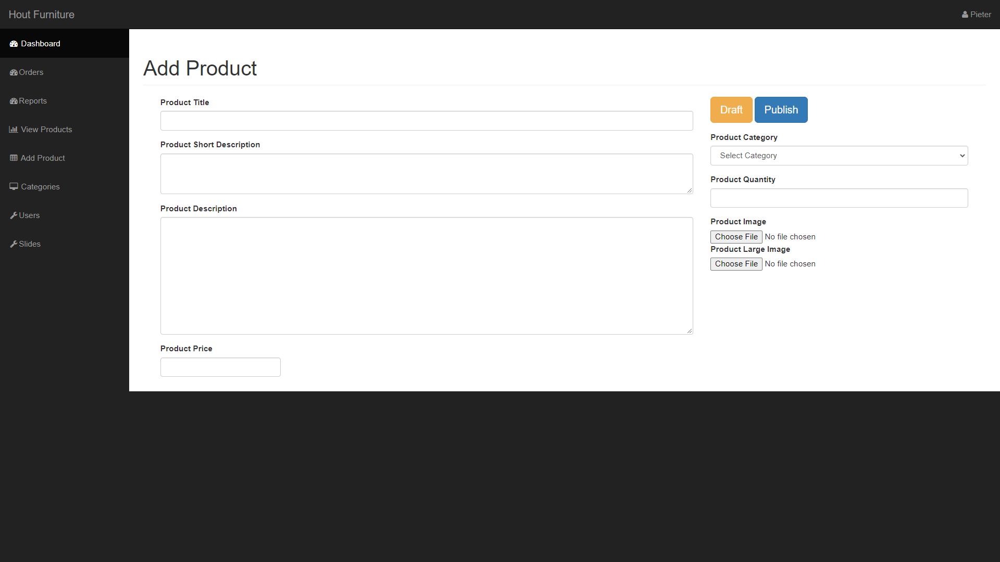 Hout Furniture
Pieter
Dashboard
Orders
Reports
View Products
Add Product
Categories
Users
Slides
Add Product
Product Title
Product Short Description
Product Description
Product Price
Draft Publish
Product Category
Select Category
Product Quantity
Product Image
Choose File No file chosen
Product Large Image
Choose File No file chosen